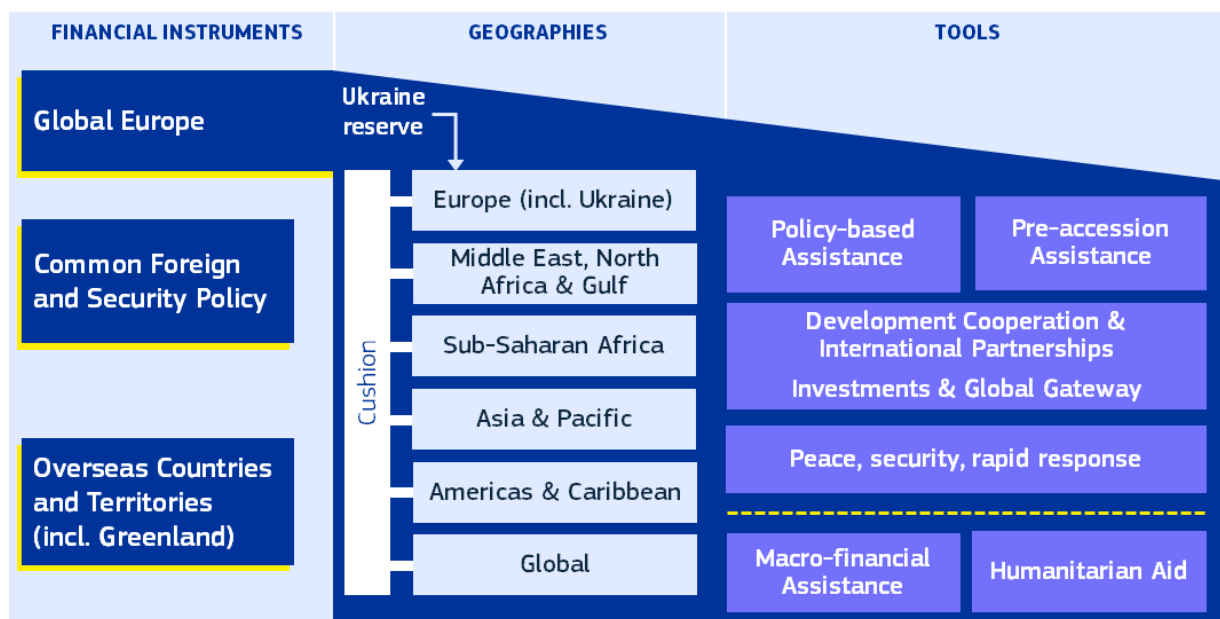 FINANCIAL INSTRUMENTS
GEOGRAPHIES
TOOLS
Global Europe
Common Foreign
and Security Policy
Overseas Countries
and Territories
(incl. Greenland)
Ukraine
reserve
Cushion
Europe (incl. Ukraine)
Middle East, North
Africa & Gulf
Sub-Saharan Africa
Asia & Pacific
Americas & Caribbean
Global
Policy-based
Assistance
Pre-accession
Assistance
Development Cooperation &
International Partnerships
Investments & Global Gateway
Peace, security, rapid response
Macro-financial
Assistance
Humanitarian Aid